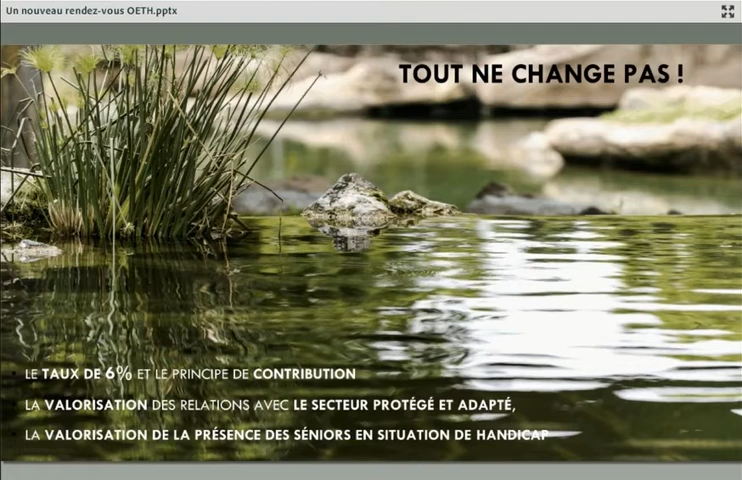 Un nouveau rendez-vous OETH.pptx
TOUT NE CHANGE PAS !
LE TAUX DE 6% ET LE PRINCIPE DE CONTRIBUTION
LA VALORISATION DES RELATIONS AVEC LE SECTEUR PROTÉGÉ ET ADAPTÉ,
LA VALORISATION DE LA PRÉSENCE DES SÉNIORS EN SITUATION DE HANDICAP